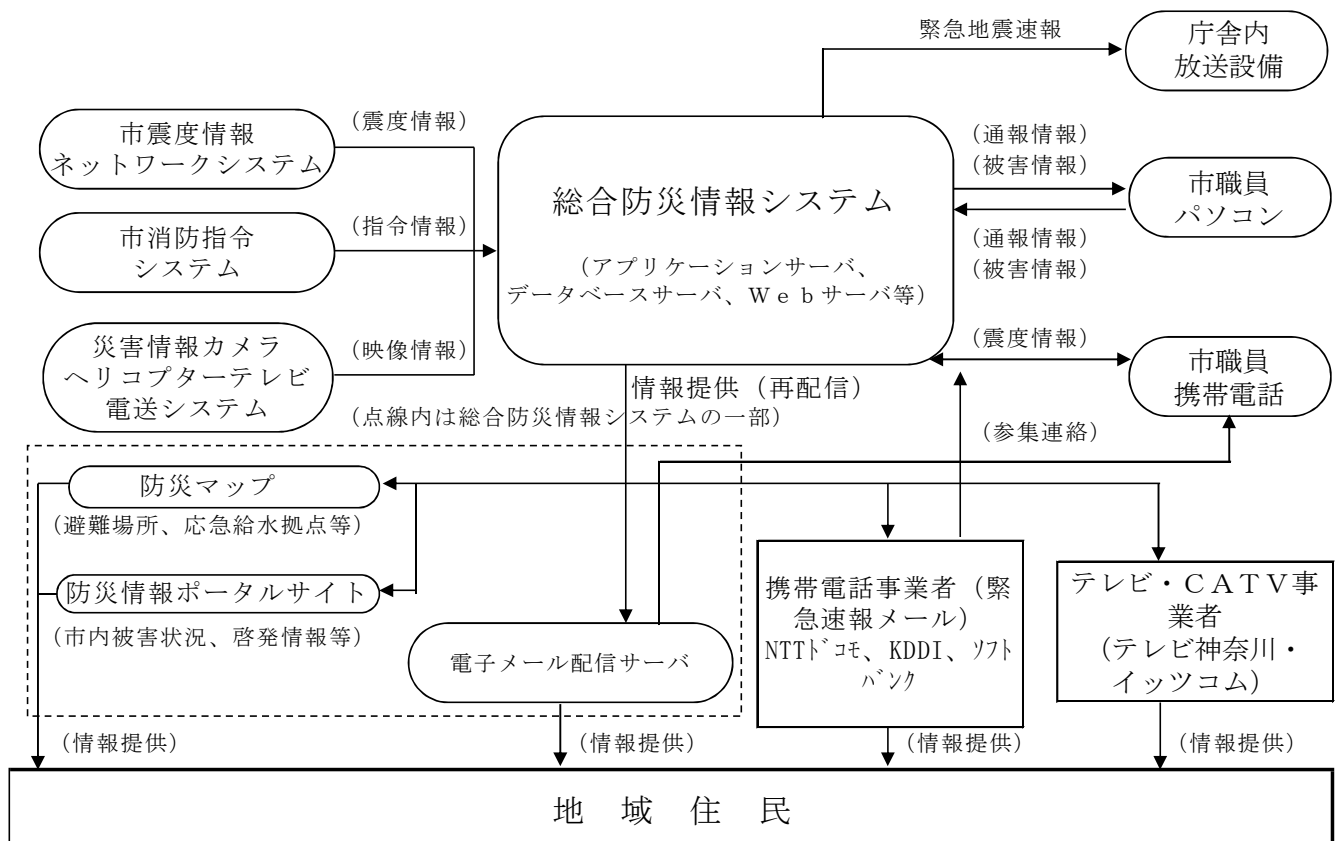 緊急地震速報
庁舎内
放送設備
市震度情報
ネットワークシステム
（震度情報）
市消防指令
システム
（指令情報）
災害情報カメラ
ヘリコプターテレビ
電送システム
（映像情報）
総合防災情報システム
（アプリケーションサーバ、
データベースサーバ、Ｗｅｂサーバ等）
（通報情報）
（被害情報）
市職員
パソコン
（通報情報）
（被害情報）
（震度情報）
市職員
携帯電話
情報提供（再配信）
（点線内は総合防災情報システムの一部）
（参集連絡）
防災マップ
（避難場所、応急給水拠点等）
防災情報ポータルサイト
（市内被害状況、啓発情報等）
電子メール配信サーバ
携帯電話事業者（緊
急速報メール）
NTTﾄﾞｺﾓ、KDDI、ｿﾌﾄ
ﾊﾞﾝｸ
テレビ・ＣＡＴＶ事
業者
（テレビ神奈川・
イッツコム）
（情報提供）
（情報提供）
（情報提供）
（情報提供）
地　域　住　民